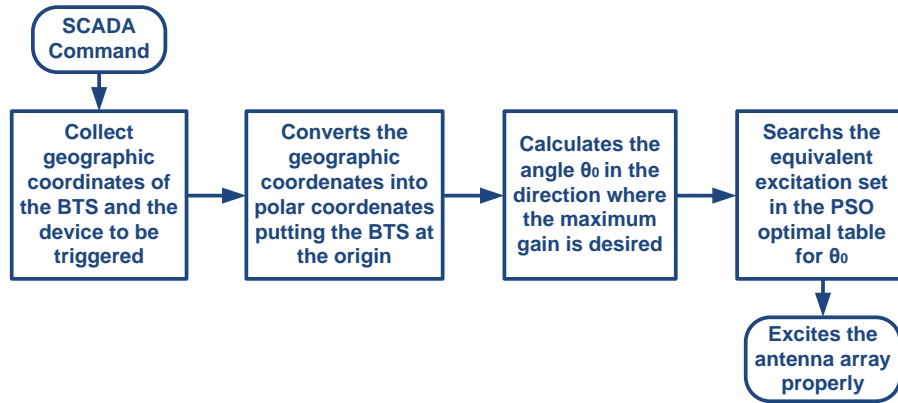 SCADA
Command
Collect
geographic
coordinates of
the BTS and the
device to be
triggered
Converts the
geographic
coordenates into
polar coordenates
putting the BTS at
the origin
Calculates the
angle θ₀ in the
direction where
the maximum
gain is desired
Searchs the
equivalent
excitation set
in the PSO
optimal table
for θ₀
Excites the
antenna array
properly